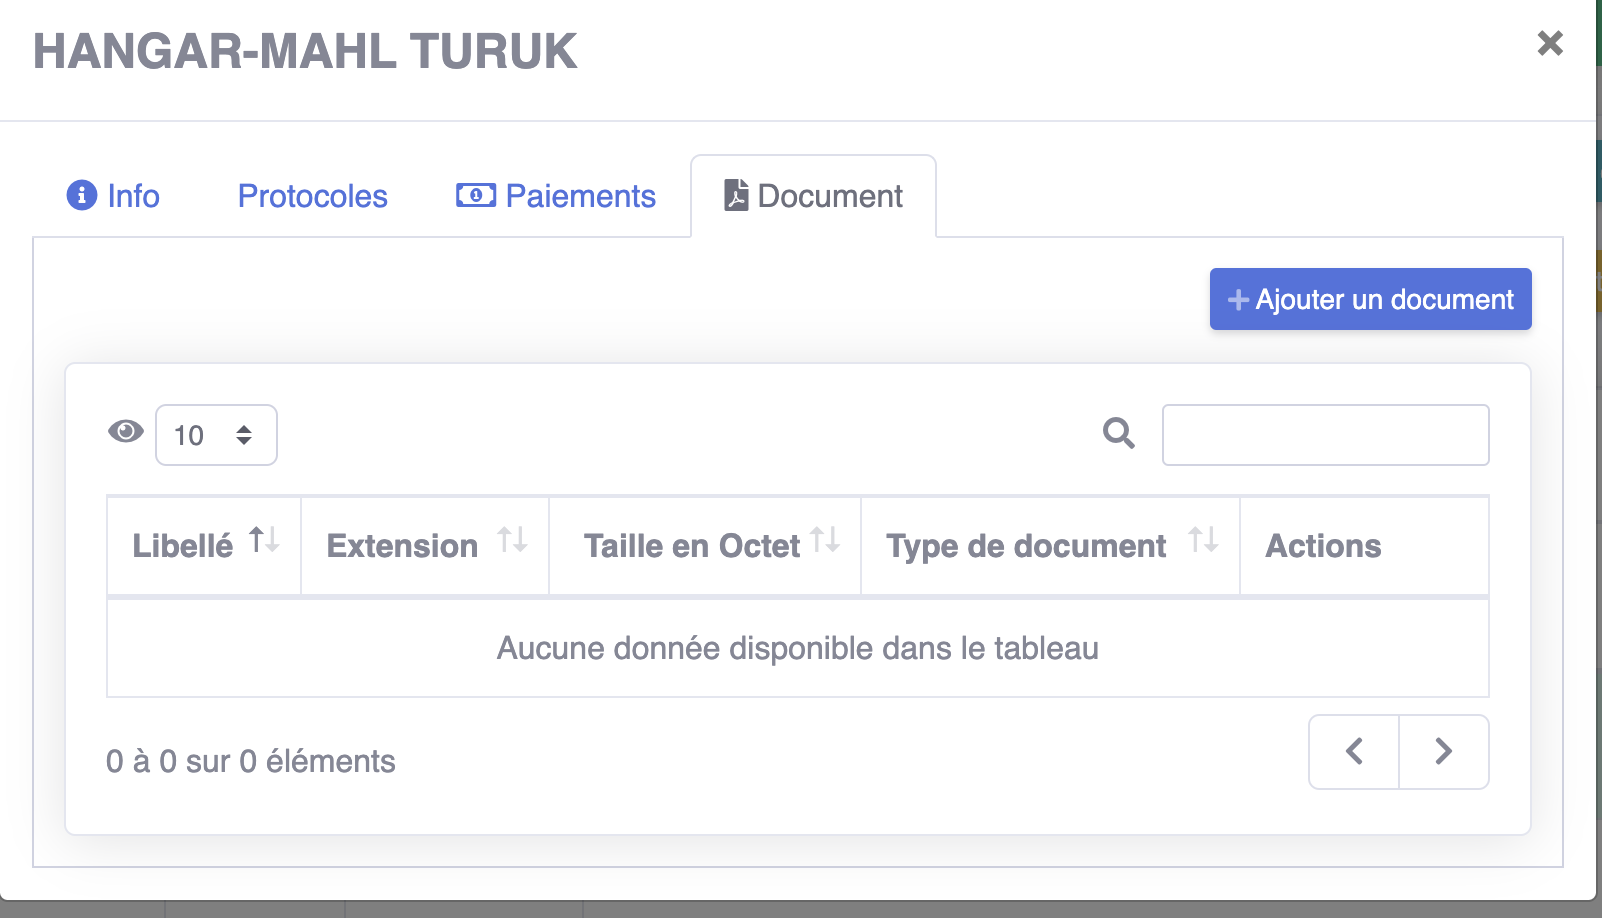 HANGAR-MAHL TURUK
Info Protocoles Paiements Document
Ajouter un document
10
Libellé Extension Taille en Octet Type de document Actions
Aucune donnée disponible dans le tableau
0 à 0 sur 0 éléments